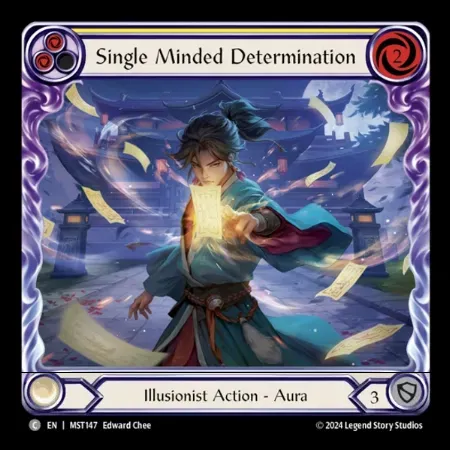 Single Minded Determination
2
Illusionist Action - Aura
3
C EN | MST147 Edward Chee
© 2024 Legend Story Studios